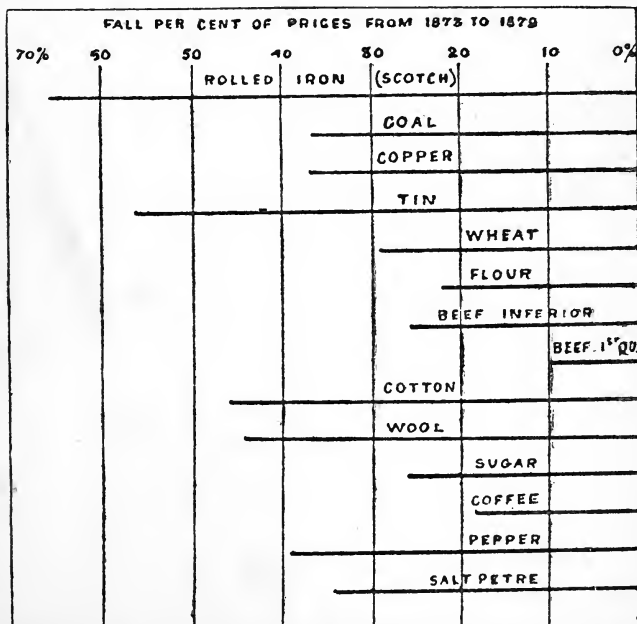 FALL PER CENT OF PRICES FROM 1873 TO 1879
70% 50 50 40 30 20 10 0%
ROLLED IRON (SCOTCH)
COAL
COPPER
TIN
WHEAT
FLOUR
BEEF INFERIOR
BEEF. 1ST QU
COTTON
WOOL
SUGAR
COFFEE
PEPPER
SALT PETRE